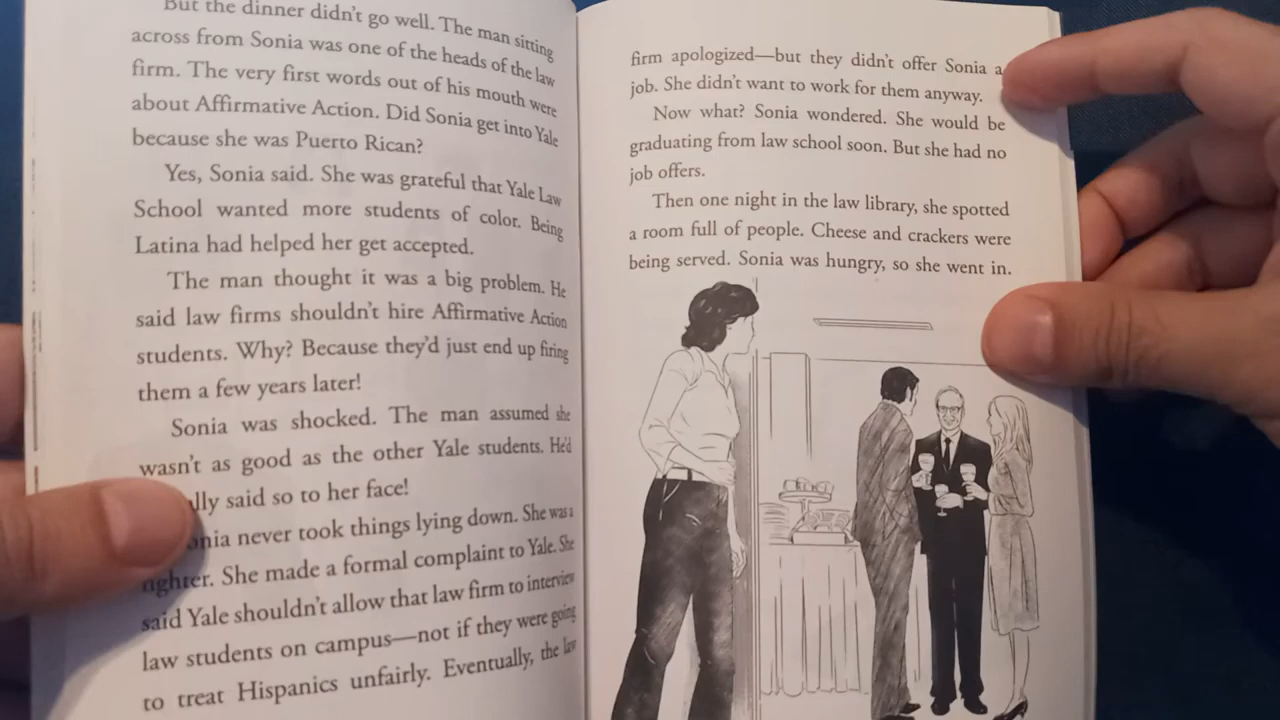 But the dinner didn't go well. The man sitting
across from Sonia was one of the heads of the law
firm. The very first words out of his mouth were
about Affirmative Action. Did Sonia get into Yale
because she was Puerto Rican?
Yes, Sonia said. She was grateful that Yale Law
School wanted more students of color. Being
Latina had helped her get accepted.
The man thought it was a big problem. He
said law firms shouldn't hire Affirmative Action
students. Why? Because they'd just end up firing
them a few years later!
Sonia was shocked. The man assumed she
wasn't as good as the other Yale students. He'd
said so to her face!
never took things lying down. She was a
fighter. She made a formal complaint to Yale. She
said Yale shouldn't allow that law firm to interview
law students on campus—not if they were going
to treat Hispanics unfairly. Eventually, the law
firm apologized—but they didn't offer Sonia a
job. She didn't want to work for them anyway.
Now what? Sonia wondered. She would be
graduating from law school soon. But she had no
job offers.
Then one night in the law library, she spotted
a room full of people. Cheese and crackers were
being served. Sonia was hungry, so she went in.